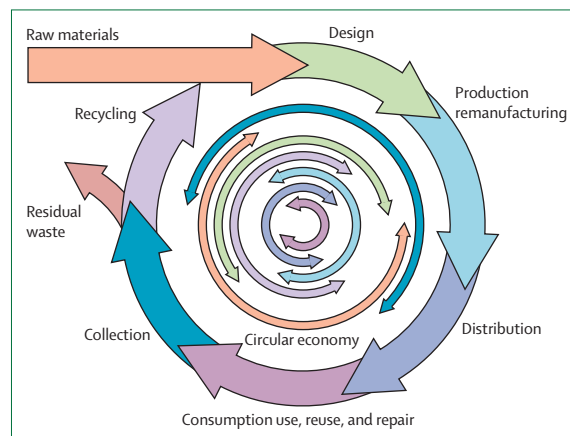 Raw materials
Design
Production
remanufacturing
Recycling
Residual
waste
Distribution
Collection
Circular economy
Consumption use, reuse, and repair